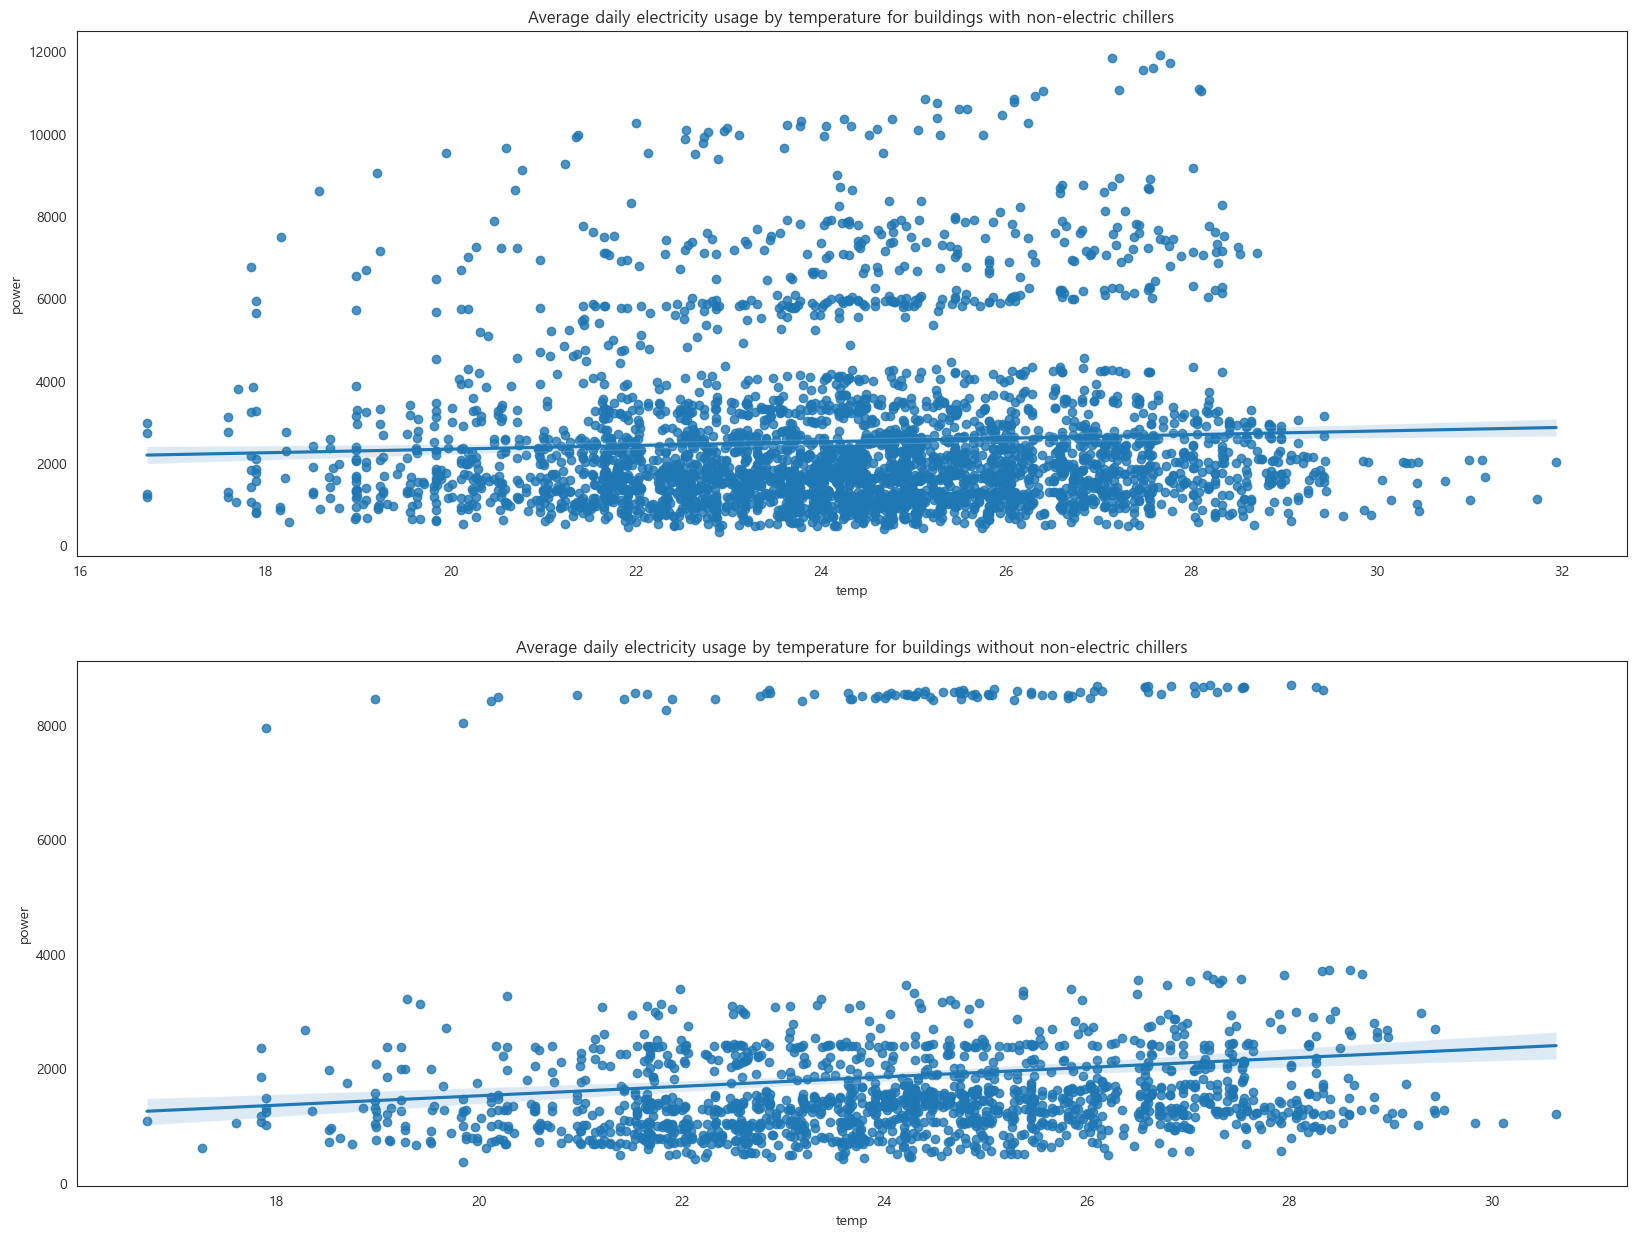 Average daily electricity usage by temperature for buildings with non-electric chillers
12000
10000
8000
6000
4000
2000
0
power
16 18 20 22 24 26 28 30 32
temp
Average daily electricity usage by temperature for buildings without non-electric chillers
8000
6000
4000
2000
0
power
18 20 22 24 26 28 30
temp